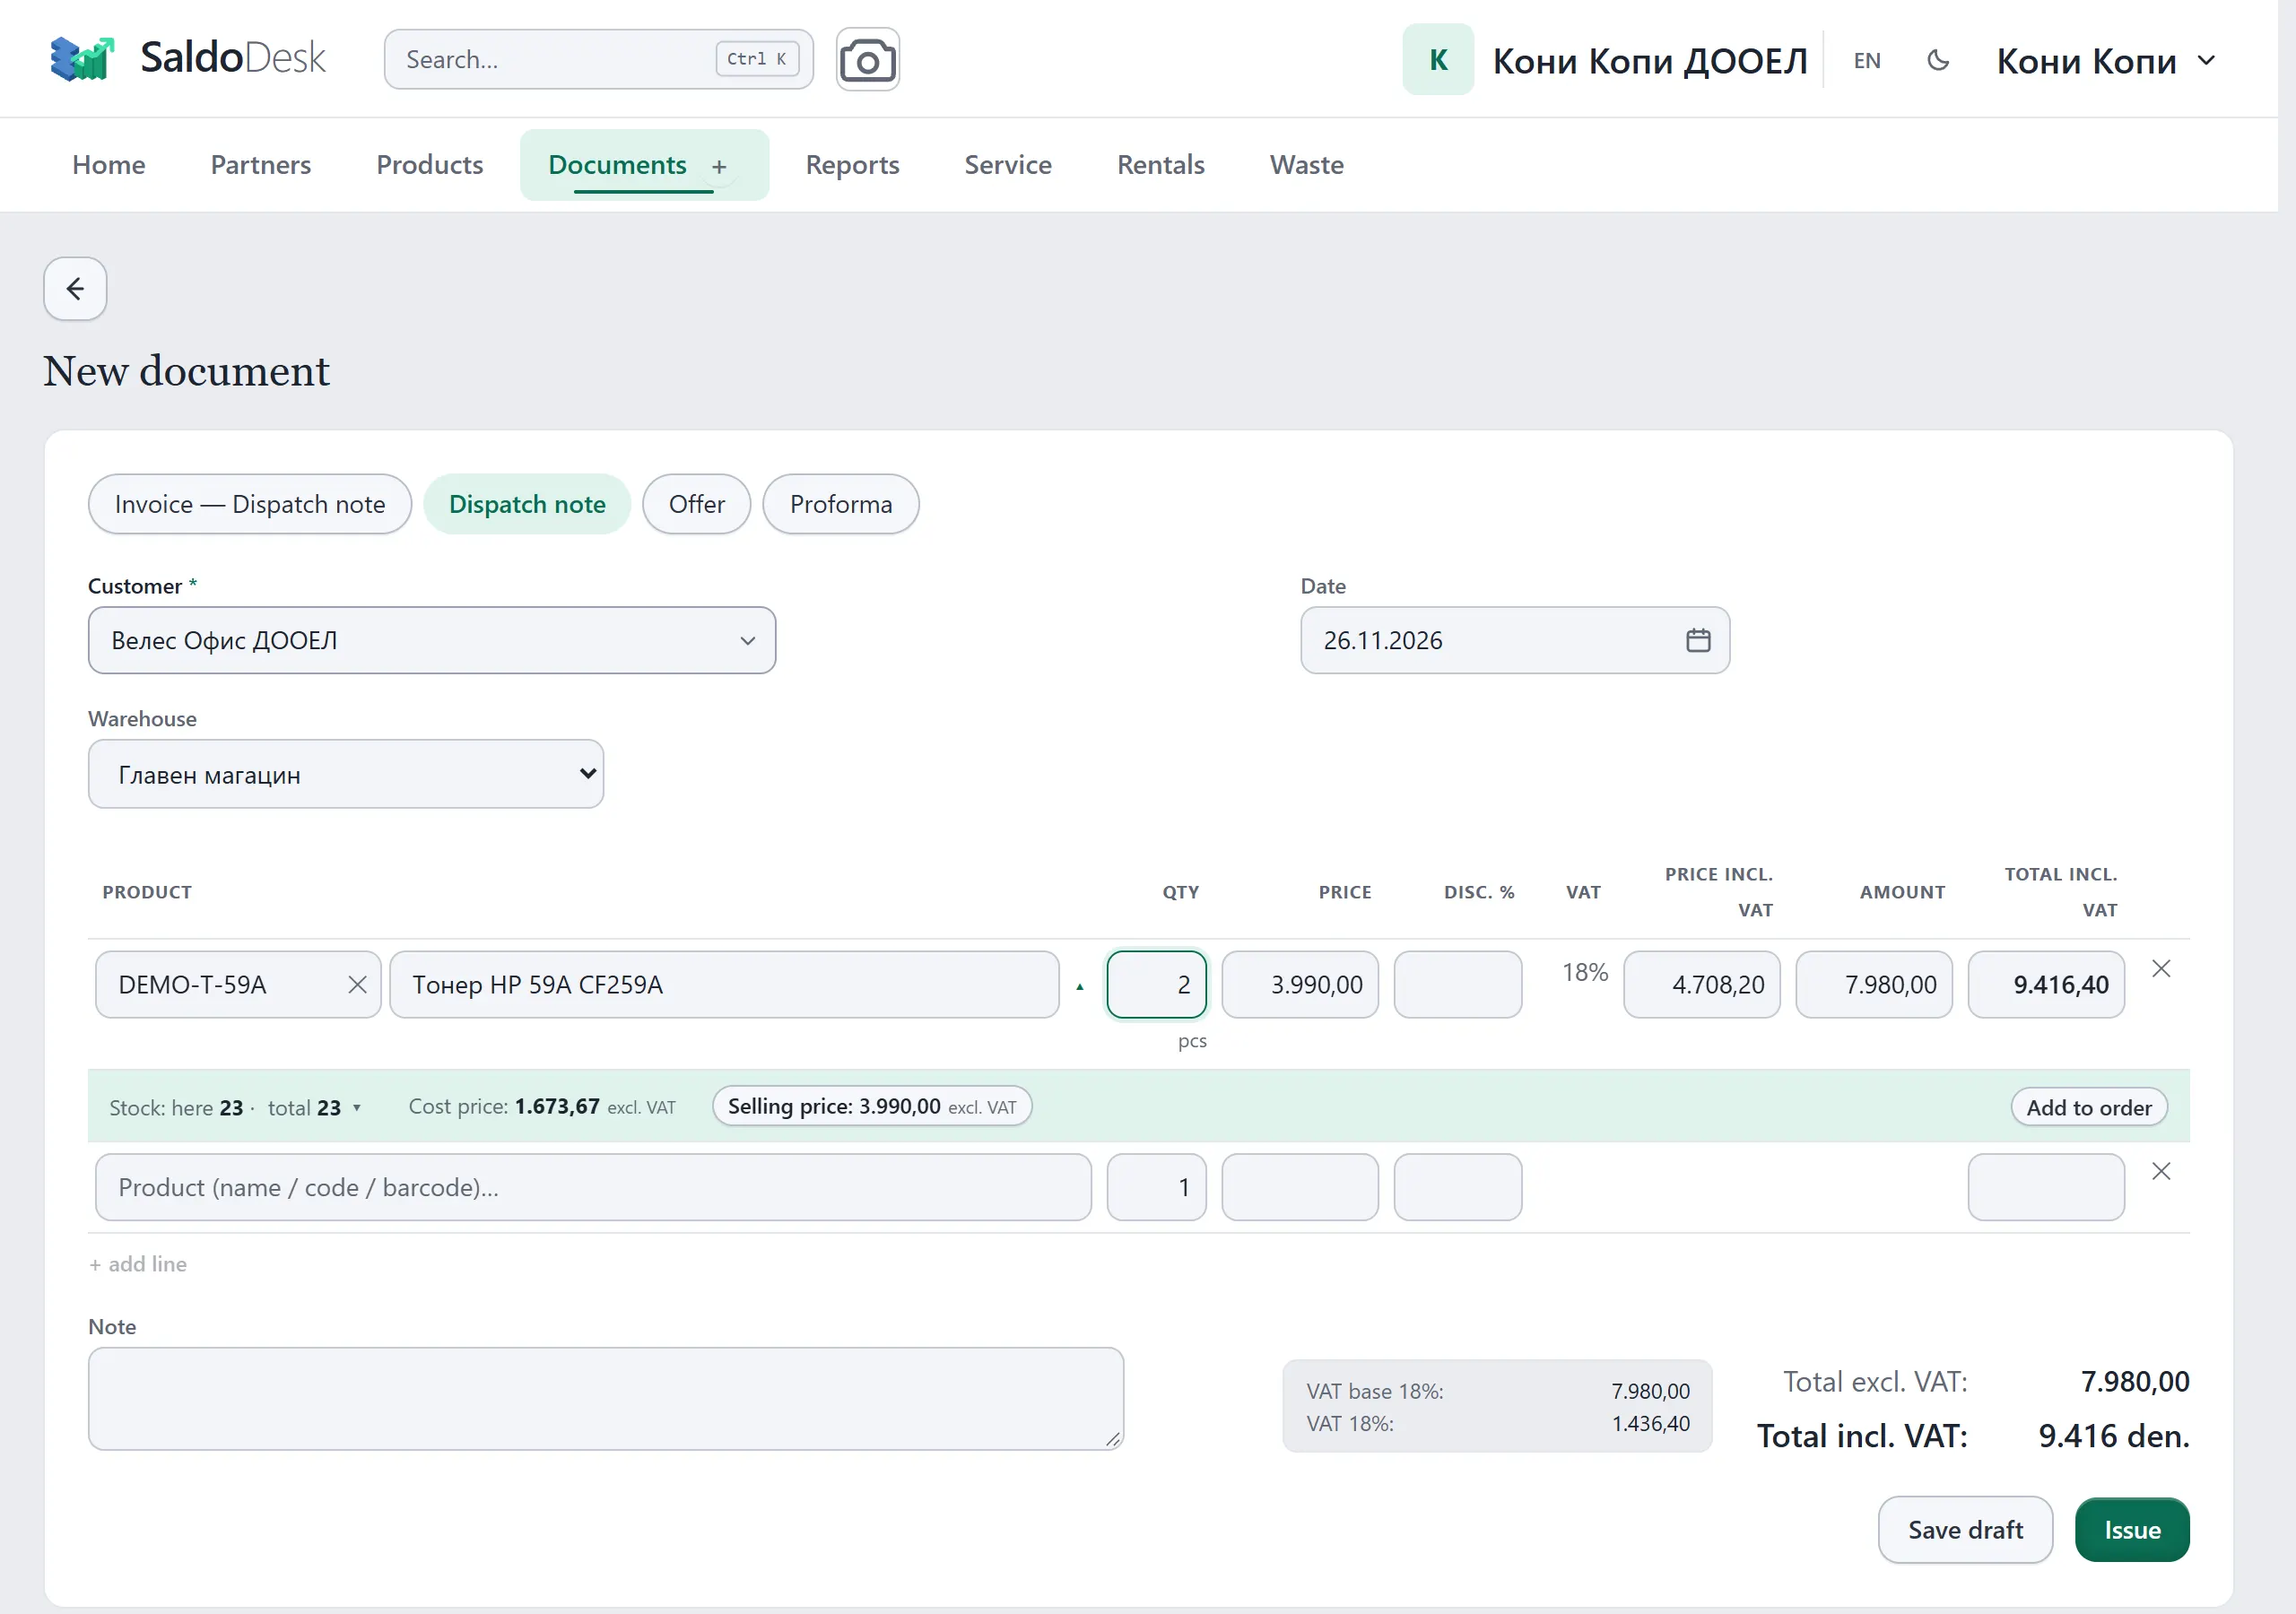 SaldoDesk
Search... Ctrl K
К Кони Копи ДООЕЛ EN Кони Копи
Home Partners Products Documents + Reports Service Rentals Waste
New document
Invoice — Dispatch note Dispatch note Offer Proforma
Customer * Date
Велес Офис ДООЕЛ 26.11.2026
Warehouse
Главен магацин
PRODUCT QTY PRICE DISC. % VAT PRICE INCL. VAT AMOUNT TOTAL INCL. VAT
DEMO-T-59A Тонер HP 59A CF259A 2 3.990,00 18% 4.708,20 7.980,00 9.416,40
pcs
Stock: here 23 · total 23 Cost price: 1.673,67 excl. VAT Selling price: 3.990,00 excl. VAT Add to order
Product (name / code / barcode)... 1
+ add line
Note
VAT base 18%: 7.980,00 Total excl. VAT: 7.980,00
VAT 18%: 1.436,40 Total incl. VAT: 9.416 den.
Save draft Issue